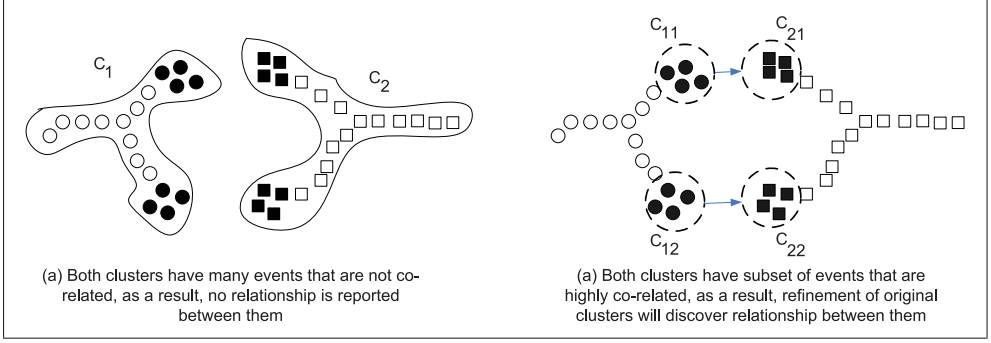 C1
C2
(a) Both clusters have many events that are not co-
related, as a result, no relationship is reported
between them
C11
C21
C12
C22
(a) Both clusters have subset of events that are
highly co-related, as a result, refinement of original
clusters will discover relationship between them